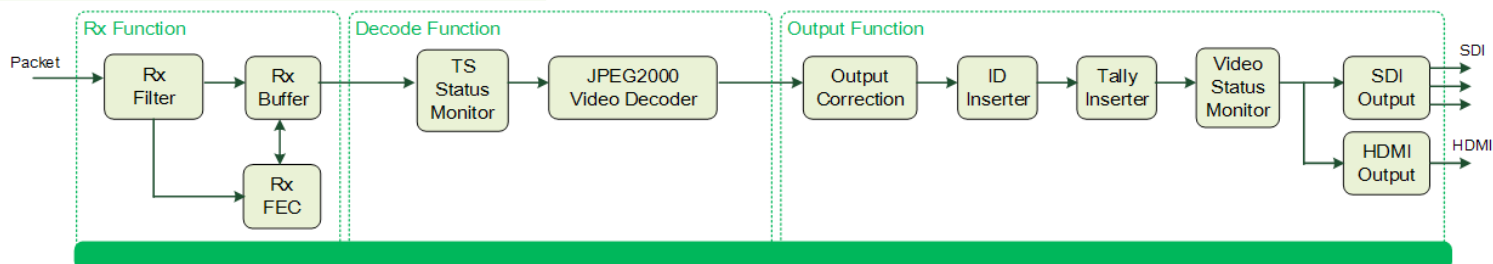 Rx Function
Decode Function
Output Function
Packet
Rx
Filter
Rx
Buffer
Rx
FEC
TS
Status
Monitor
JPEG2000
Video Decoder
Output
Correction
ID
Inserter
Tally
Inserter
Video
Status
Monitor
SDI
Output
SDI
HDMI
Output
HDMI